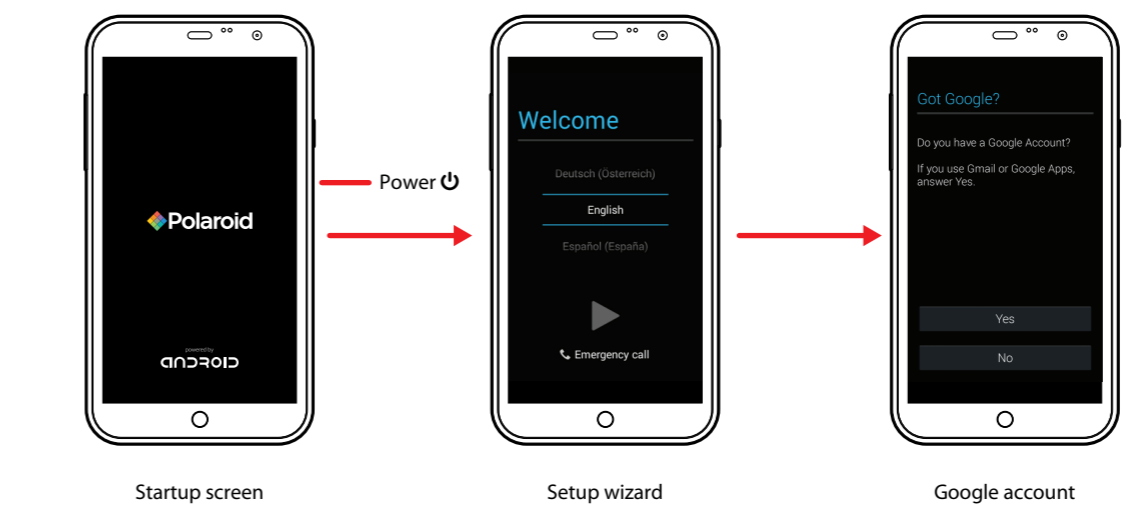 Polaroid
powered by
ANDROID
Power
Welcome
Deutsch (Österreich)
English
Español (España)
Emergency call
Got Google?
Do you have a Google Account?
If you use Gmail or Google Apps,
answer Yes.
Yes
No
Startup screen
Setup wizard
Google account